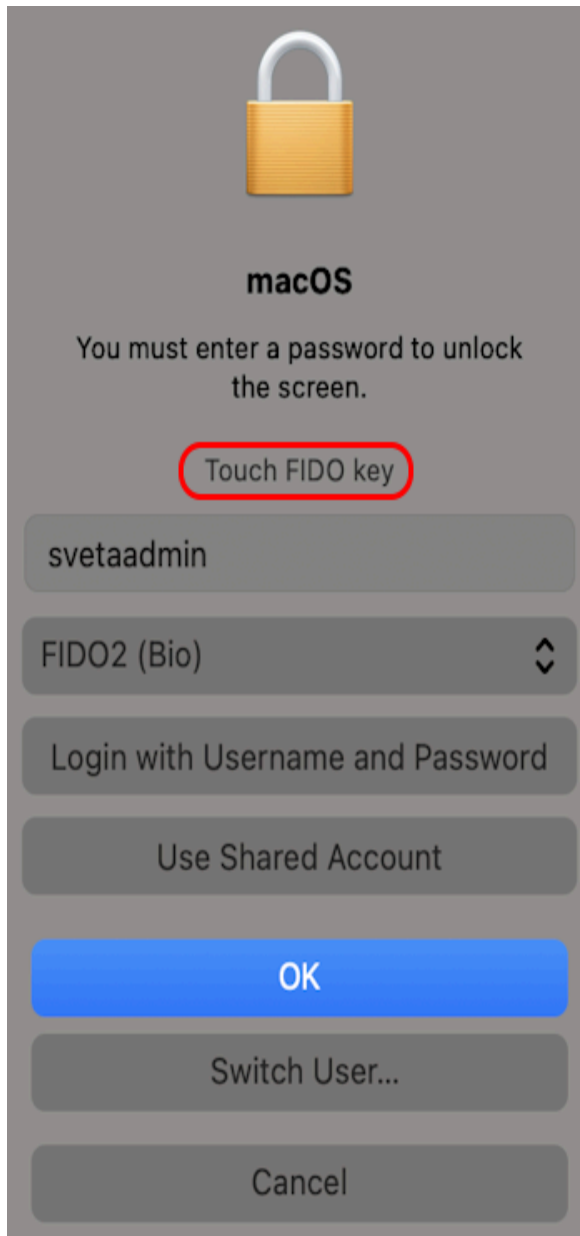 macOS
You must enter a password to unlock
the screen.
Touch FIDO key
svetaadmin
FIDO2 (Bio)
Login with Username and Password
Use Shared Account
OK
Switch User...
Cancel